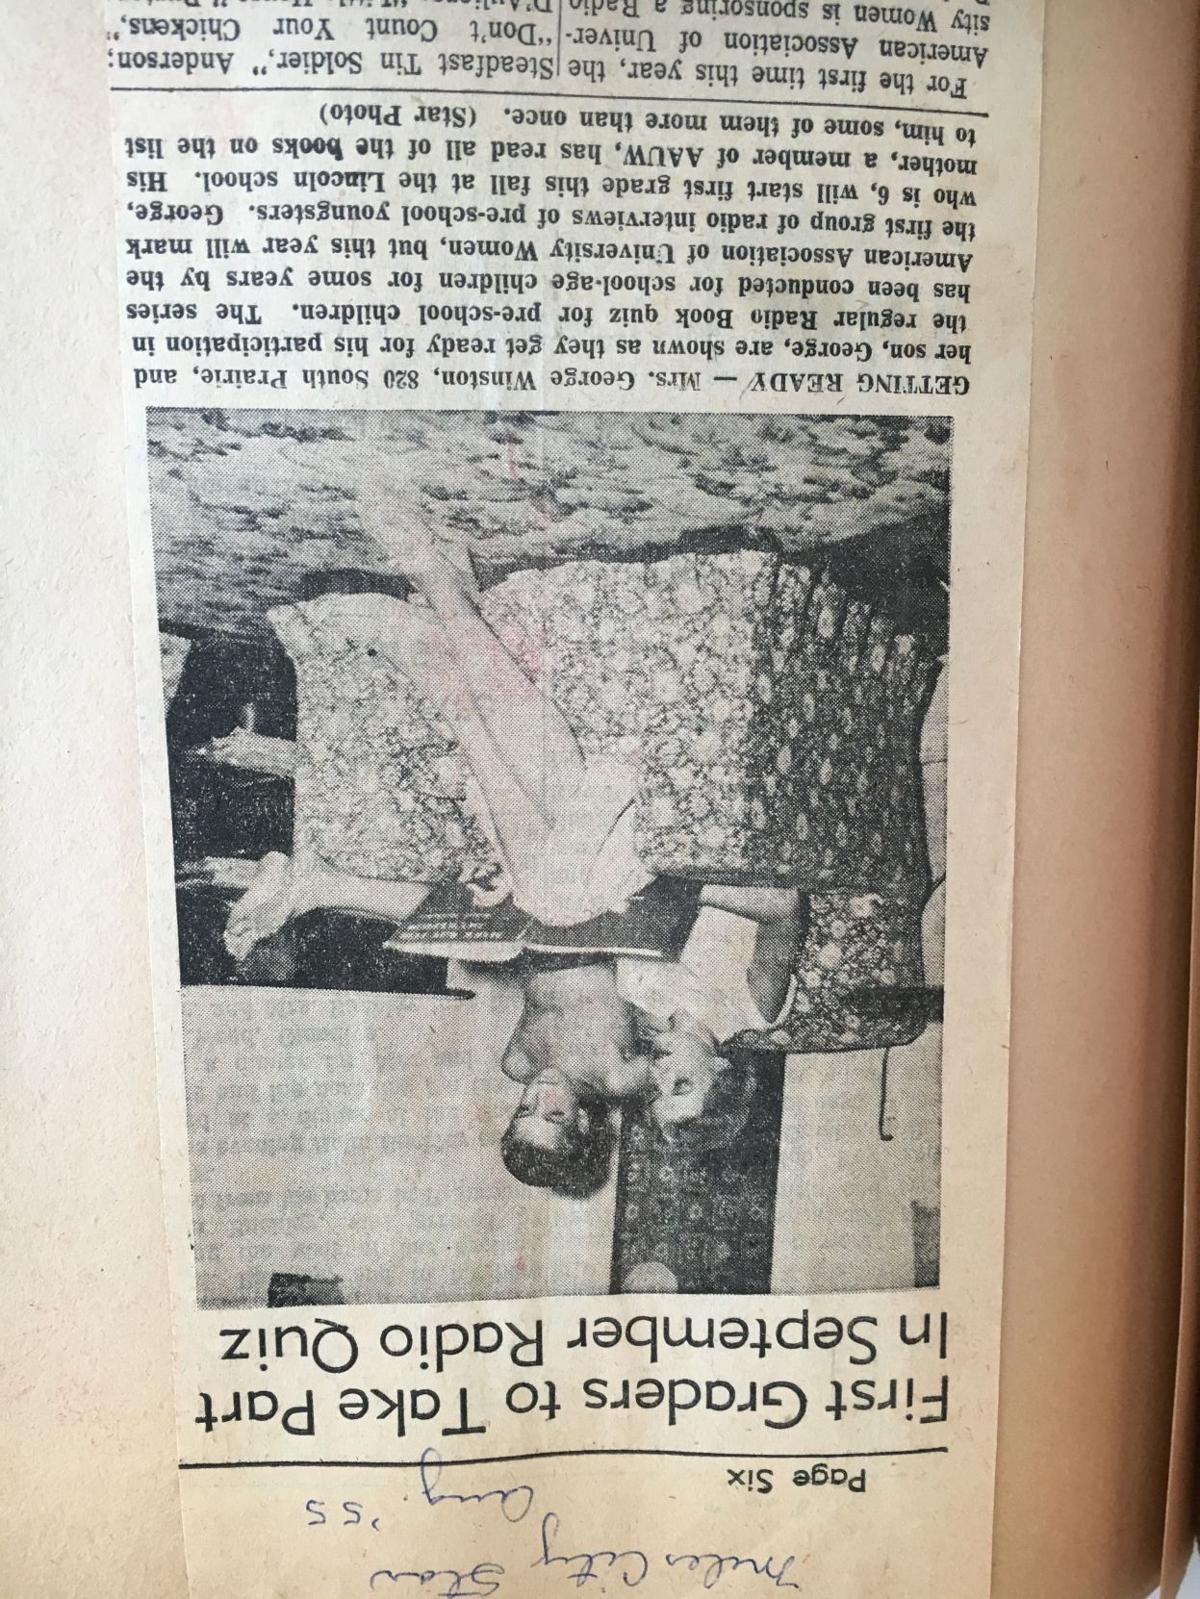 Miles City Star
Aug. '55
Page Six
First Graders to Take Part
In September Radio Quiz
GETTING READY — Mrs. George Winston, 820 South Prairie, and
her son, George, are shown as they get ready for his participation in
the regular Radio Book quiz for pre-school children. The series
has been conducted for school-age children for some years by the
American Association of University Women, but this year will mark
the first group of radio interviews of pre-school youngsters. George,
who is 6, will start first grade this fall at the Lincoln school. His
mother, a member of AAUW, has read all of the books on the list
to him, some of them more than once. (Star Photo)
For the first time this year, the
American Association of Univer-
sity Women is sponsoring a Radio
Steadfast Tin Soldier," Anderson;
"Don't Count Your Chickens,"